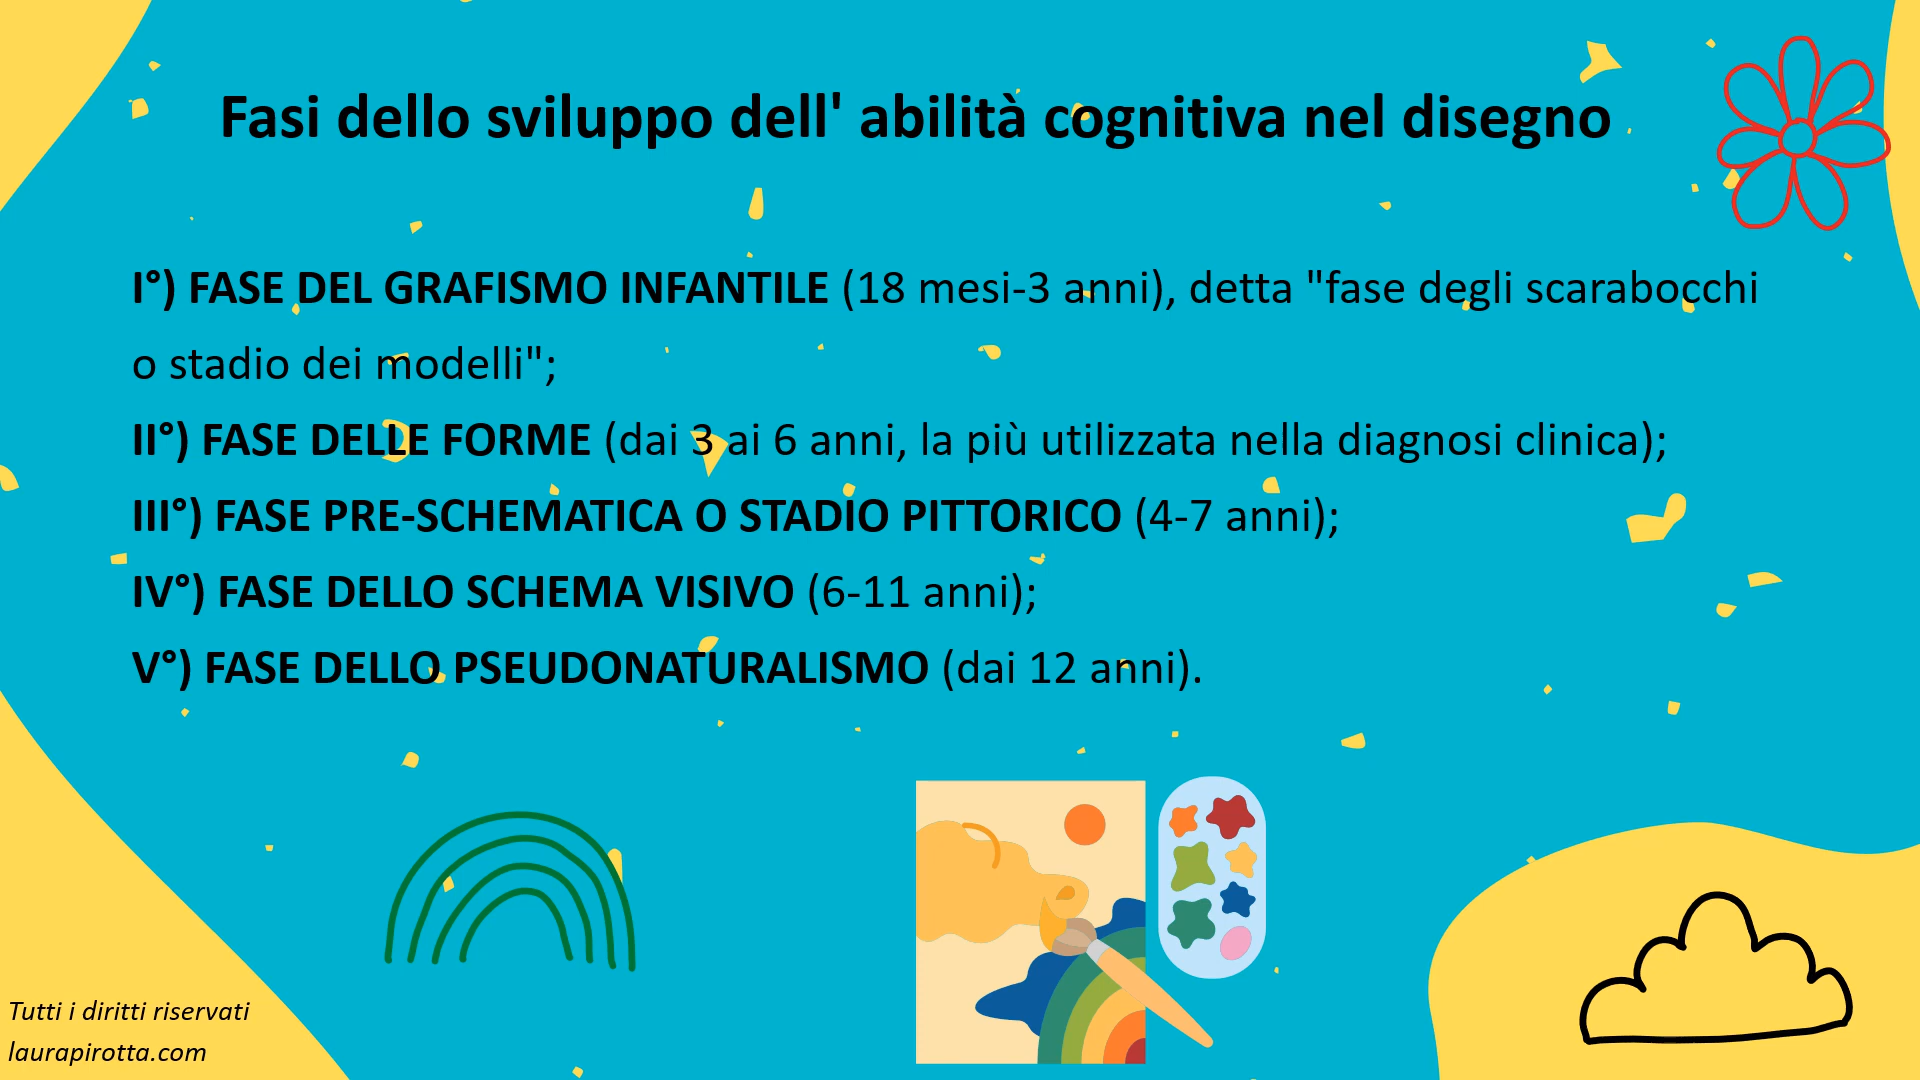 Fasi dello sviluppo dell' abilità cognitiva nel disegno
I°) FASE DEL GRAFISMO INFANTILE (18 mesi-3 anni), detta "fase degli scarabocchi
o stadio dei modelli";
II°) FASE DELLE FORME (dai 3 ai 6 anni, la più utilizzata nella diagnosi clinica);
III°) FASE PRE-SCHEMATICA O STADIO PITTORICO (4-7 anni);
IV°) FASE DELLO SCHEMA VISIVO (6-11 anni);
V°) FASE DELLO PSEUDONATURALISMO (dai 12 anni).
Tutti i diritti riservati
laurapirotta.com